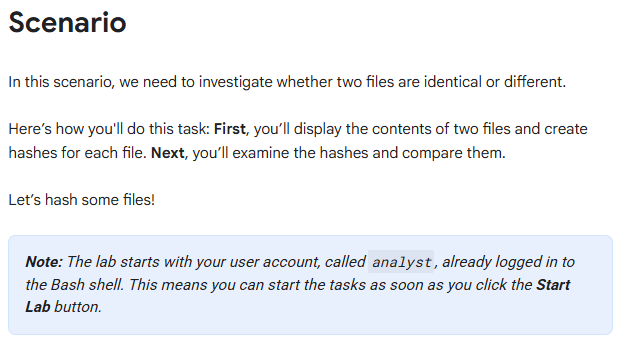 Scenario
In this scenario, we need to investigate whether two files are identical or different.
Here’s how you'll do this task: First, you’ll display the contents of two files and create
hashes for each file. Next, you’ll examine the hashes and compare them.
Let’s hash some files!
Note: The lab starts with your user account, called analyst, already logged in to
the Bash shell. This means you can start the tasks as soon as you click the Start
Lab button.